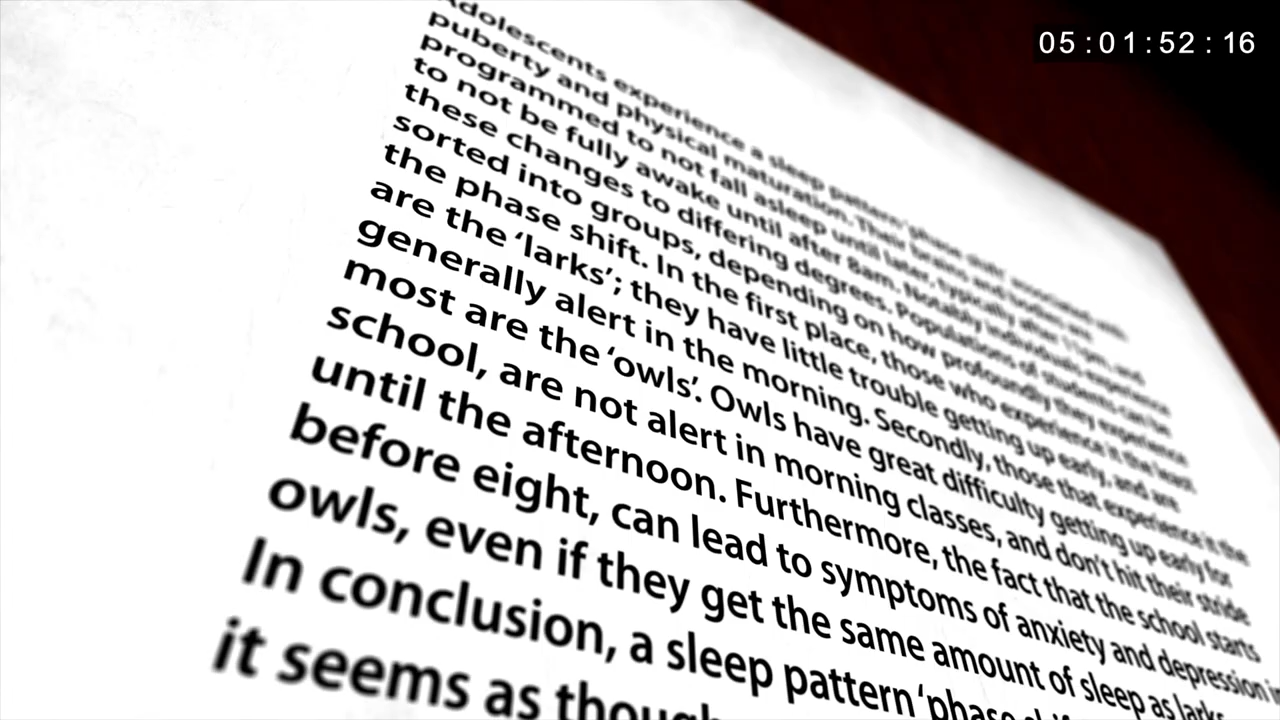 05:01:52:16
Adolescents experience a sleep pattern 'phase shift' associated with
puberty and physical maturation. Their brains and bodies are
programmed to not fall asleep until later, typically after 11pm, and
to not be fully awake until after 8am. Notably individuals experience
these changes to differing degrees. Populations of students can be
sorted into groups, depending on how profoundly they experience
the phase shift. In the first place, those who experience it the least
are the 'larks'; they have little trouble getting up early, and are
generally alert in the morning. Secondly, those that experience it the
most are the 'owls'. Owls have great difficulty getting up early for
school, are not alert in morning classes, and don't hit their stride
until the afternoon. Furthermore, the fact that the school starts
before eight, can lead to symptoms of anxiety and depression in
owls, even if they get the same amount of sleep as larks.
In conclusion, a sleep pattern 'phase
it seems as though